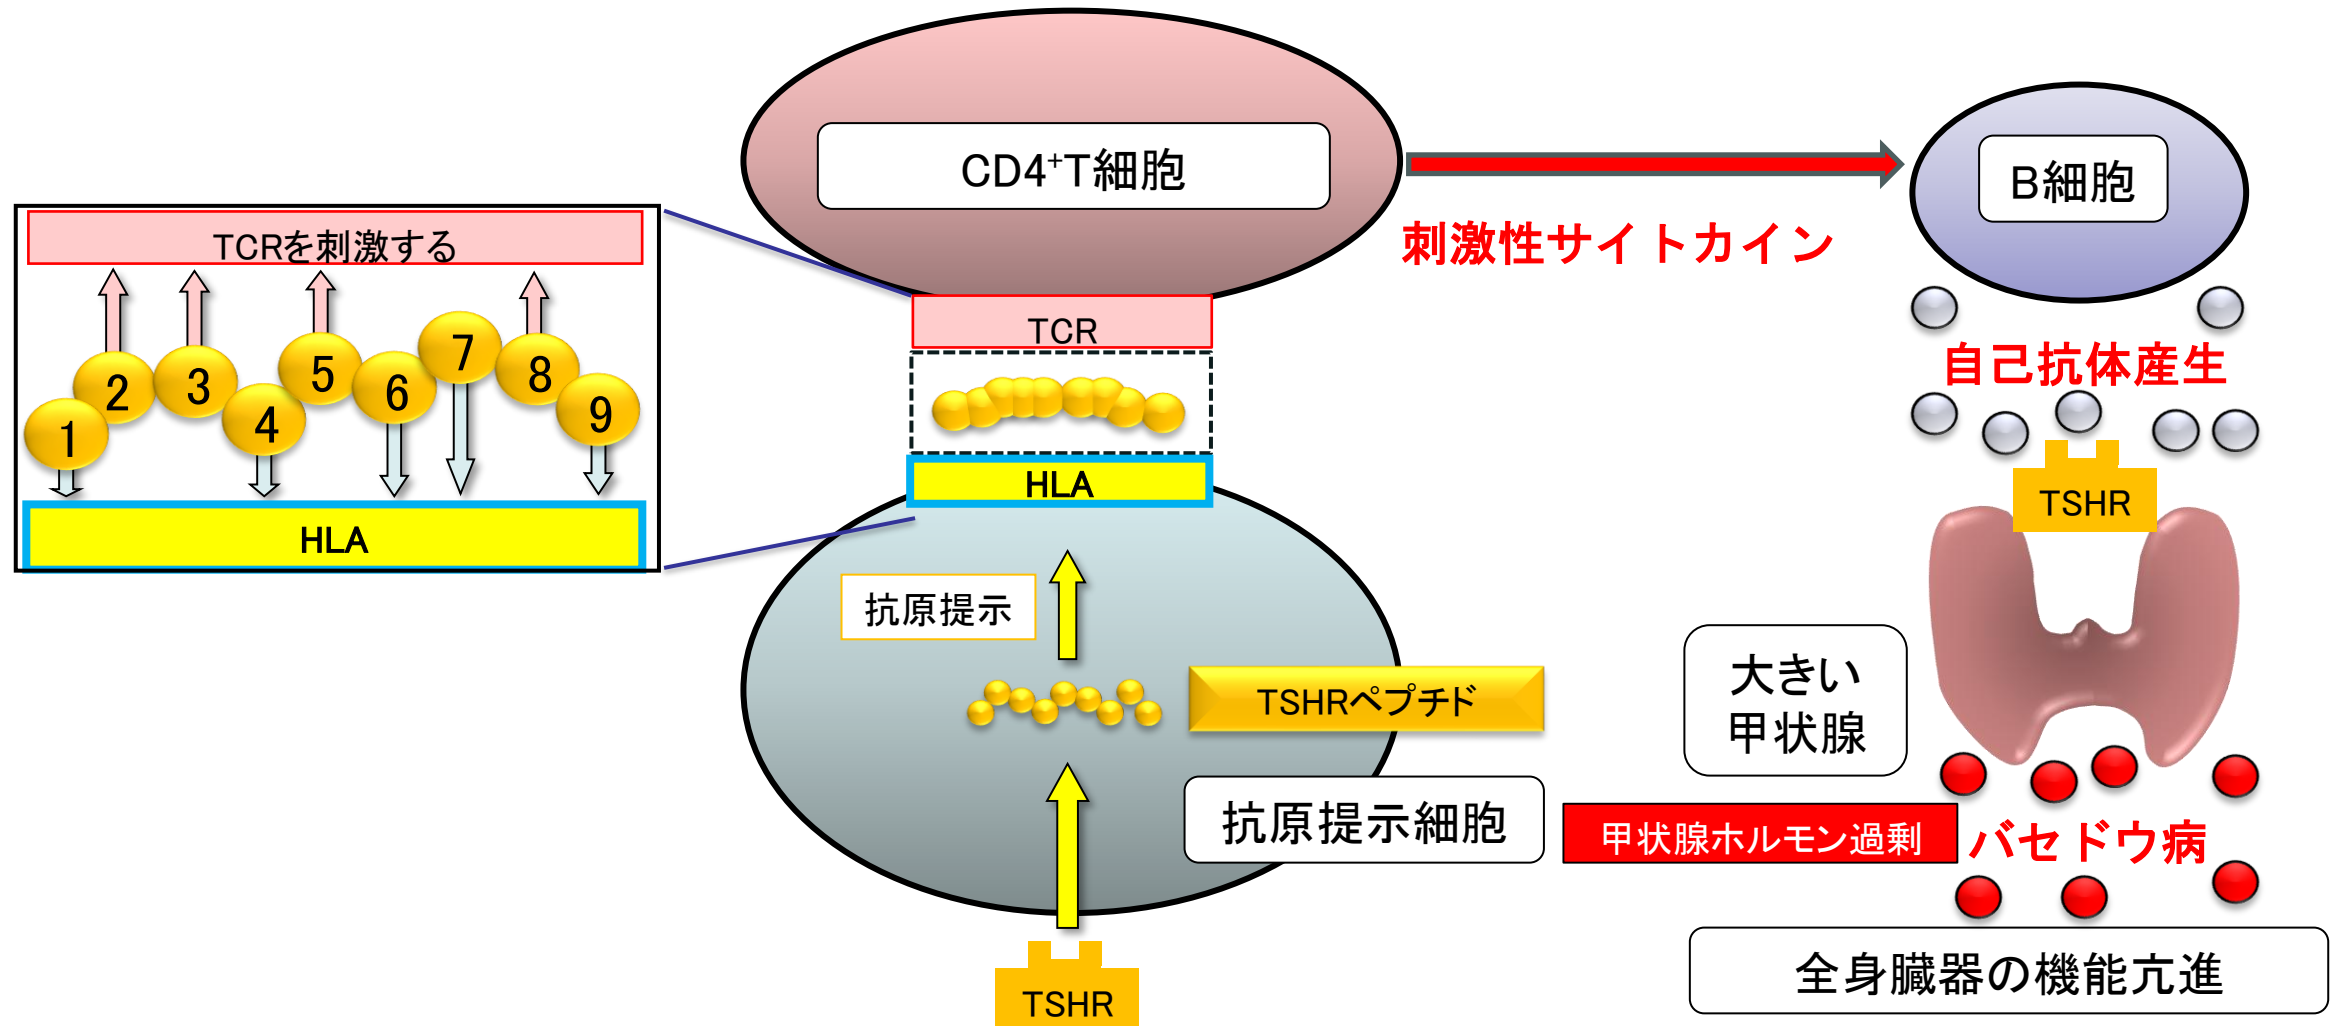 CD4⁺T細胞
B細胞
TCRを刺激する
刺激性サイトカイン
1
2
3
4
5
6
7
8
9
TCR
自己抗体産生
HLA
HLA
TSHR
抗原提示
TSHRペプチド
大きい
甲状腺
抗原提示細胞
甲状腺ホルモン過剰
バセドウ病
全身臓器の機能亢進
TSHR